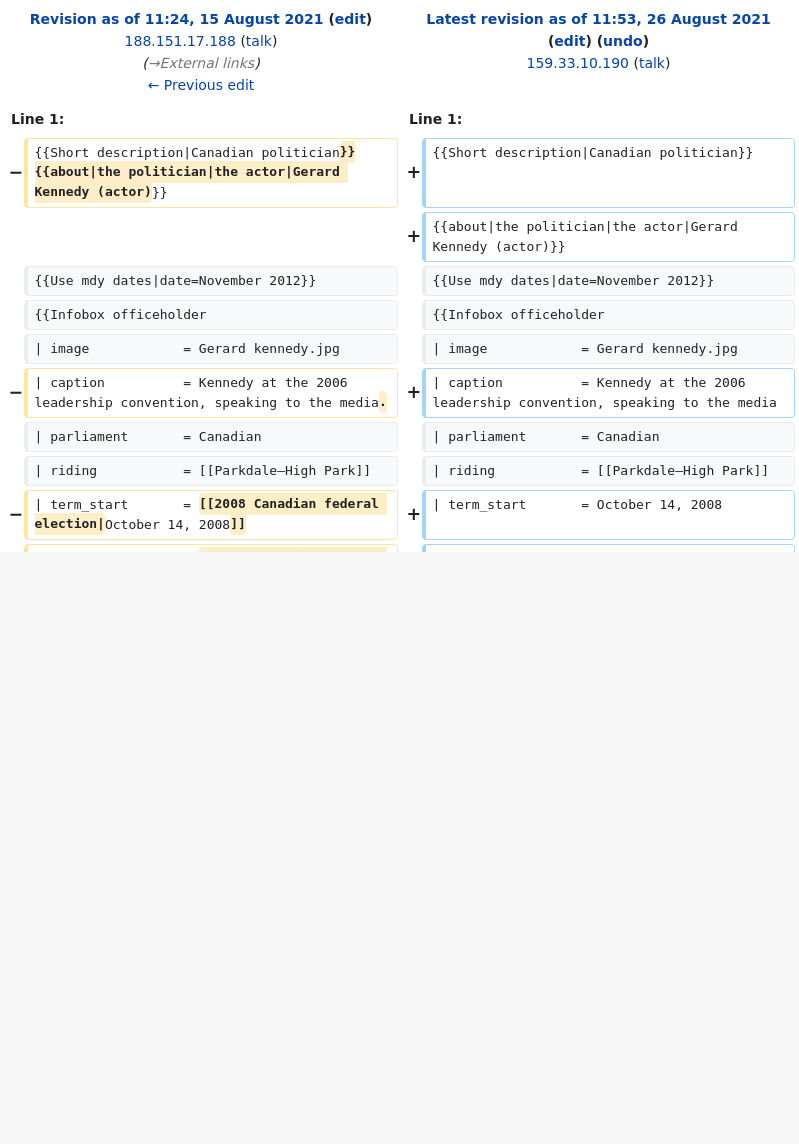 Revision as of 11:24, 15 August 2021 (edit)
188.151.17.188 (talk)
(→External links)
← Previous edit
Latest revision as of 11:53, 26 August 2021
(edit) (undo)
159.33.10.190 (talk)
Line 1:
Line 1:
− {{Short description|Canadian politician}}
{{about|the politician|the actor|Gerard
Kennedy (actor)}}
+ {{Short description|Canadian politician}}
+ {{about|the politician|the actor|Gerard
Kennedy (actor)}}
{{Use mdy dates|date=November 2012}}
{{Use mdy dates|date=November 2012}}
{{Infobox officeholder
{{Infobox officeholder
| image            = Gerard kennedy.jpg
| image            = Gerard kennedy.jpg
− | caption          = Kennedy at the 2006
leadership convention, speaking to the media.
+ | caption          = Kennedy at the 2006
leadership convention, speaking to the media
| parliament       = Canadian
| parliament       = Canadian
| riding           = [[Parkdale—High Park]]
| riding           = [[Parkdale—High Park]]
− | term_start       = [[2008 Canadian federal
election|October 14, 2008]]
+ | term_start       = October 14, 2008